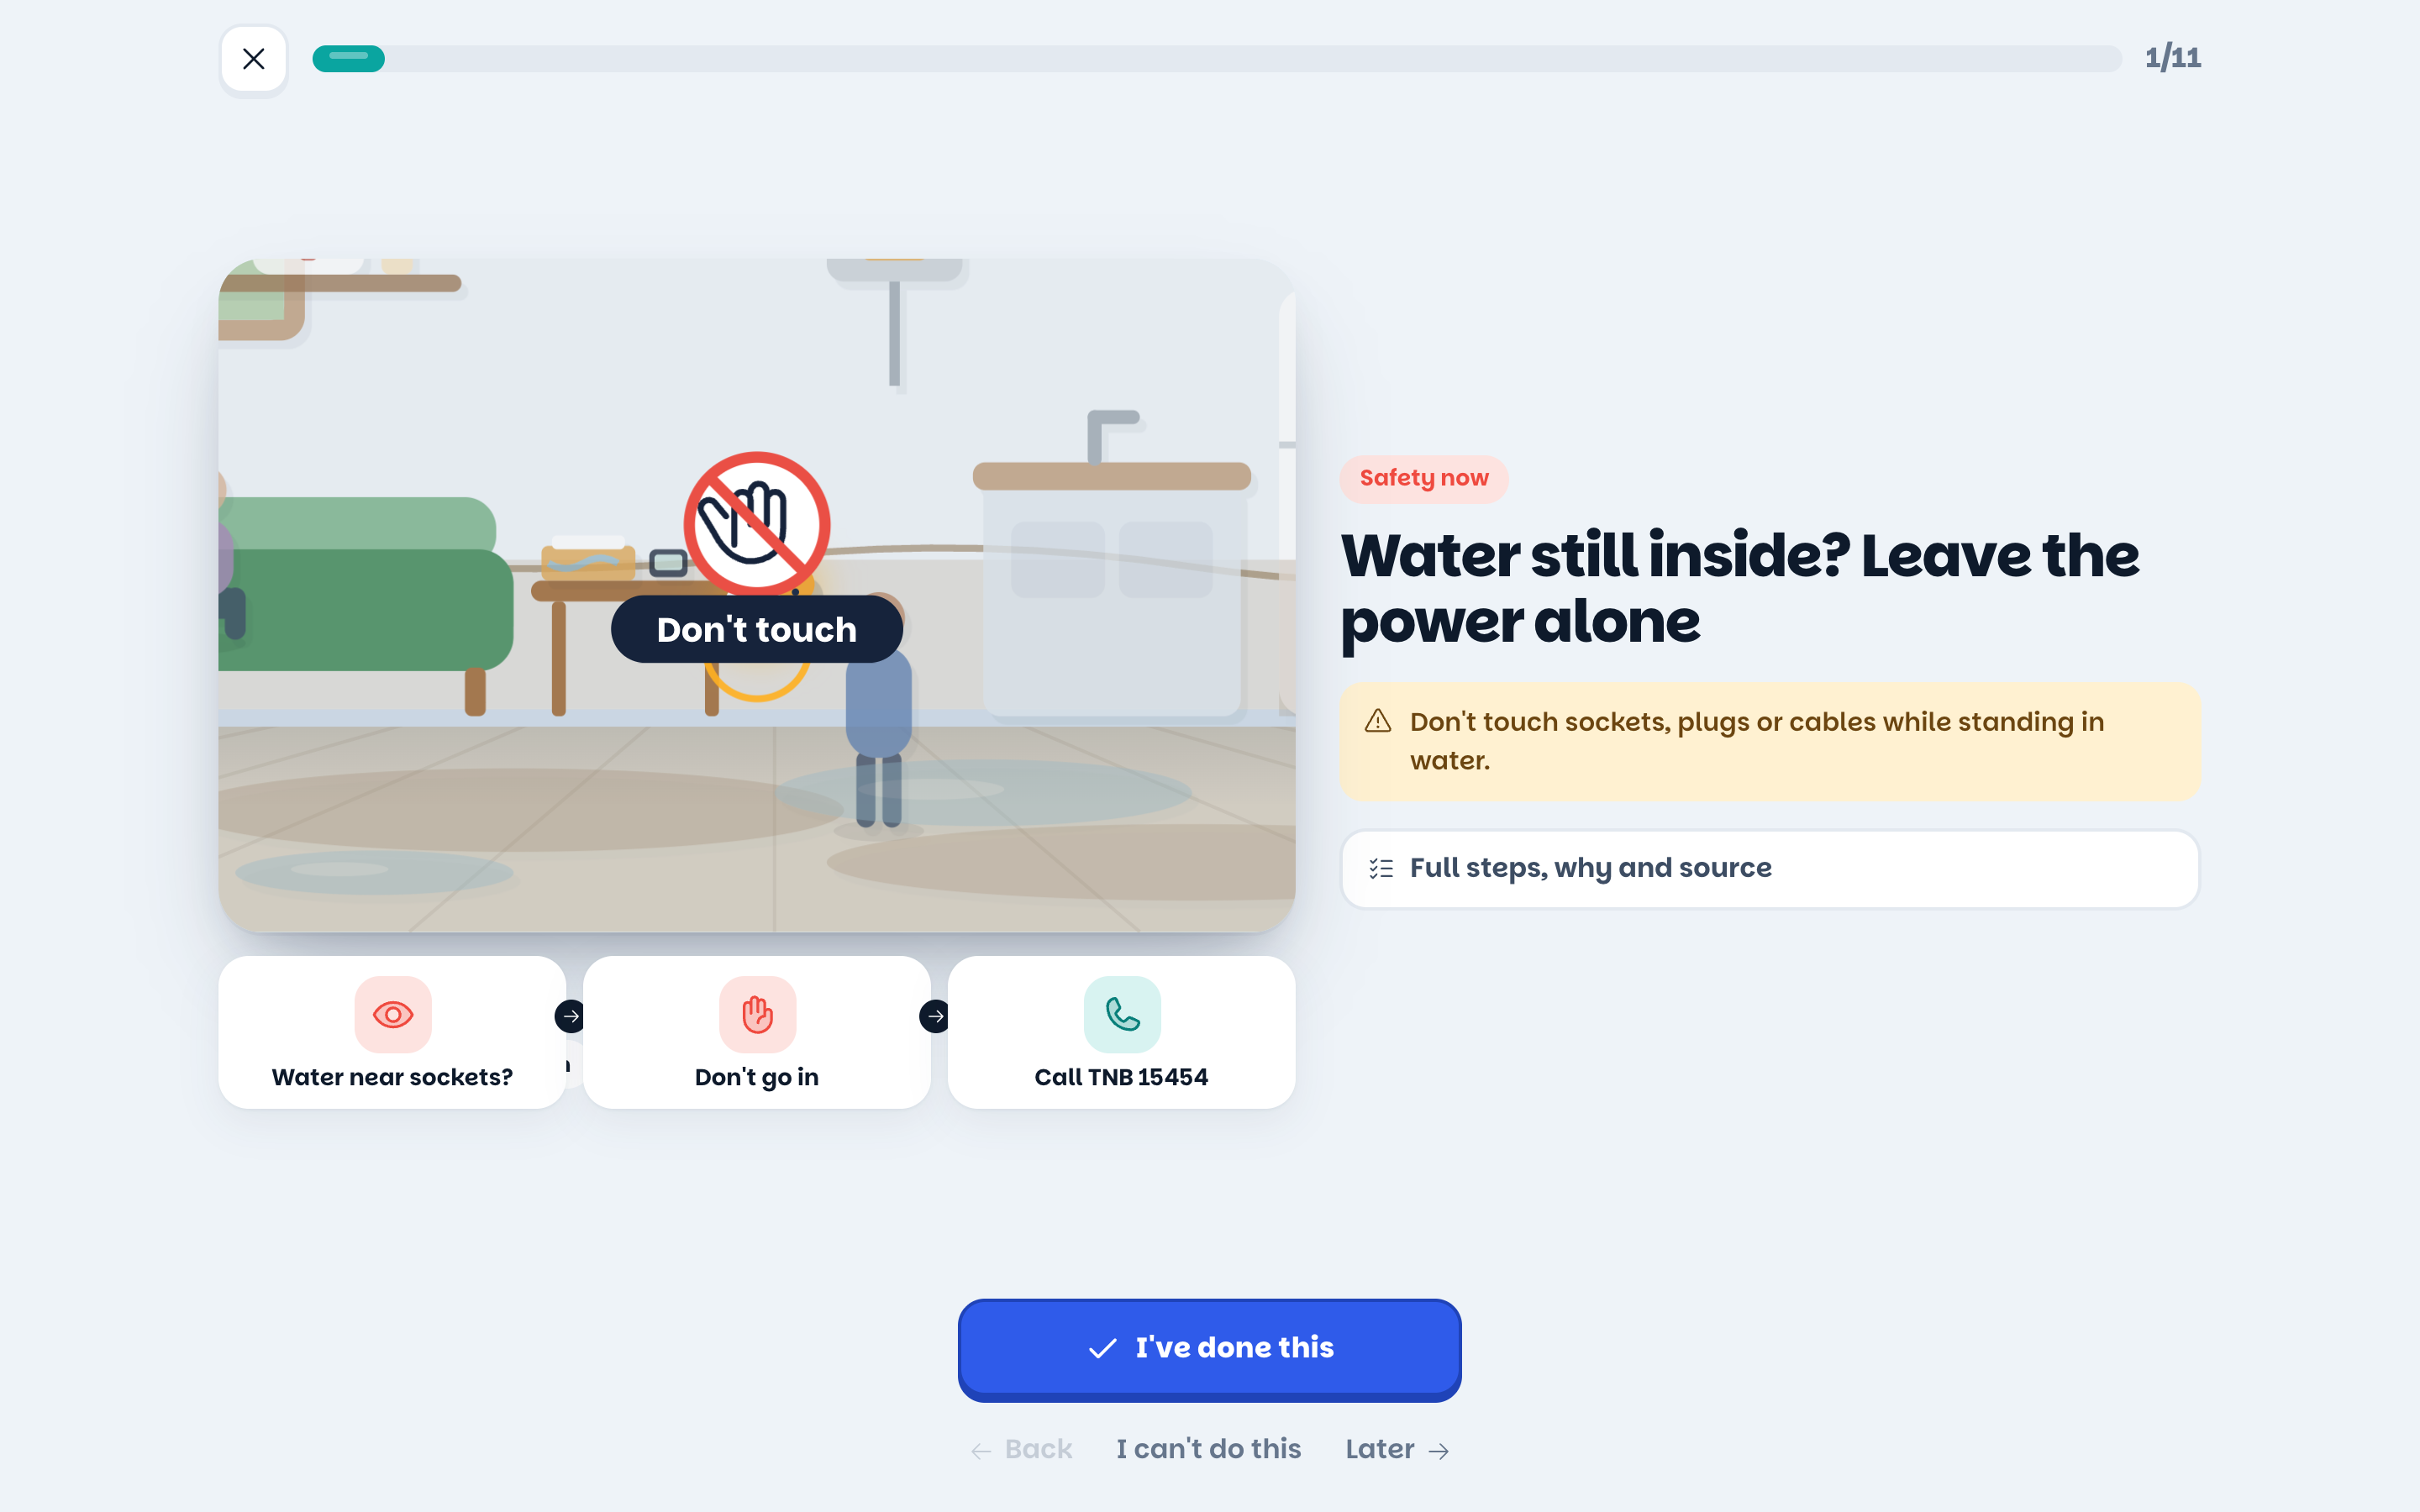 1/11
Don't touch
Safety now
Water still inside? Leave the
power alone
Don't touch sockets, plugs or cables while standing in
water.
Full steps, why and source
Water near sockets?
Don't go in
Call TNB 15454
I've done this
Back
I can't do this
Later